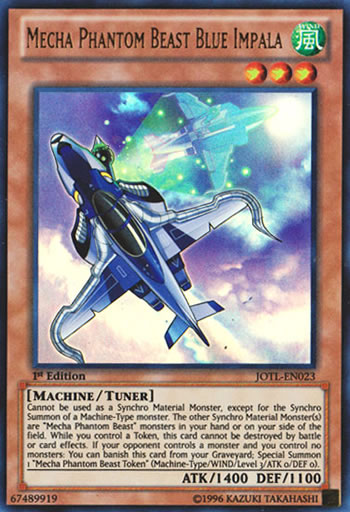 MECHA PHANTOM BEAST BLUE IMPALA
WIND
風
1st Edition
JOTL-EN023
[MACHINE/TUNER]
Cannot be used as a Synchro Material Monster, except for the Synchro
Summon of a Machine-Type monster. The other Synchro Material Monster(s)
are "Mecha Phantom Beast" monsters in your hand or on your side of the
field. While you control a Token, this card cannot be destroyed by battle
or card effects. If your opponent controls a monster and you control no
monsters: You can banish this card from your Graveyard; Special Summon
1 "Mecha Phantom Beast Token" (Machine-Type/WIND/Level 3/ATK 0/DEF 0).
ATK/1400 DEF/1100
67489919
©1996 KAZUKI TAKAHASHI